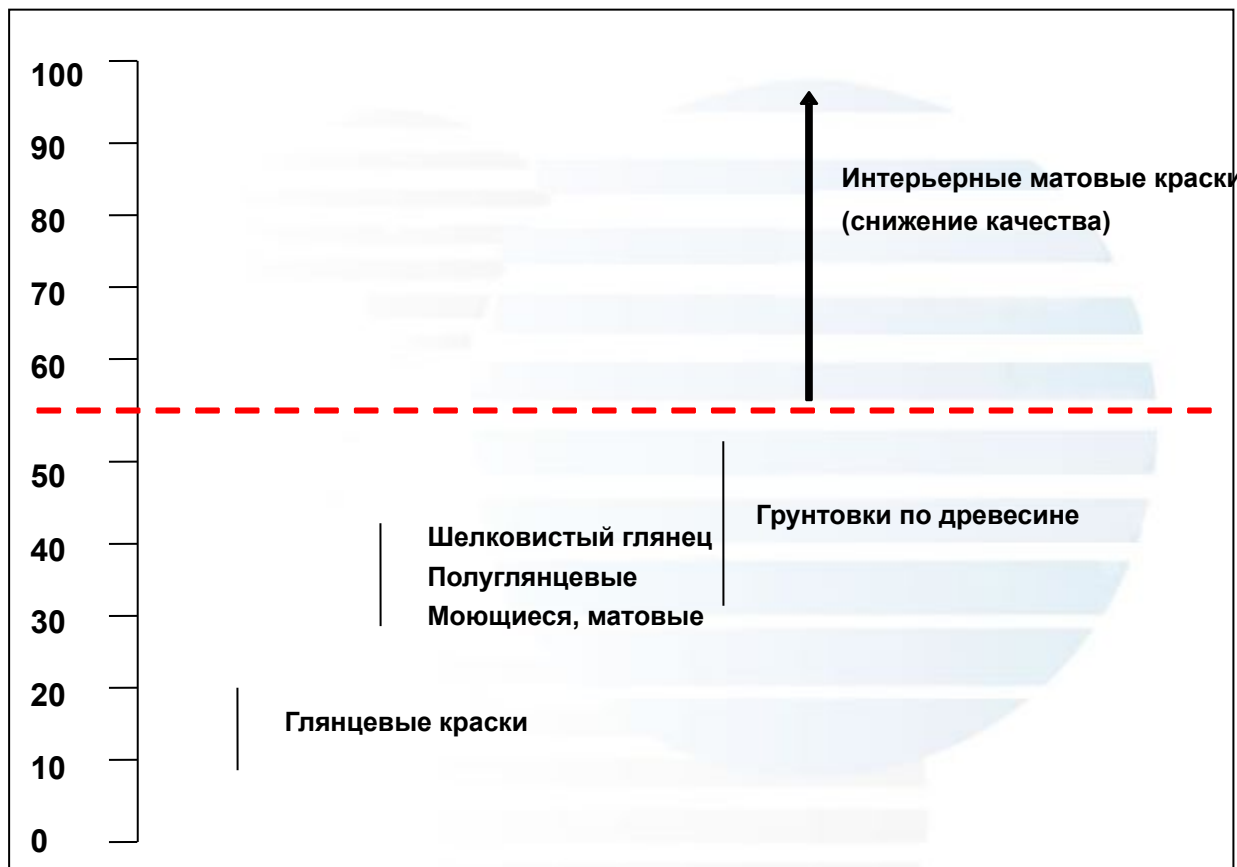 100
90
Интерьерные матовые краски
80
(снижение качества)
70
60
50
Грунтовки по древесине
Шелковистый глянец
40
Полуглянцевые
30
Моющиеся, матовые
20
Глянцевые краски
10
0